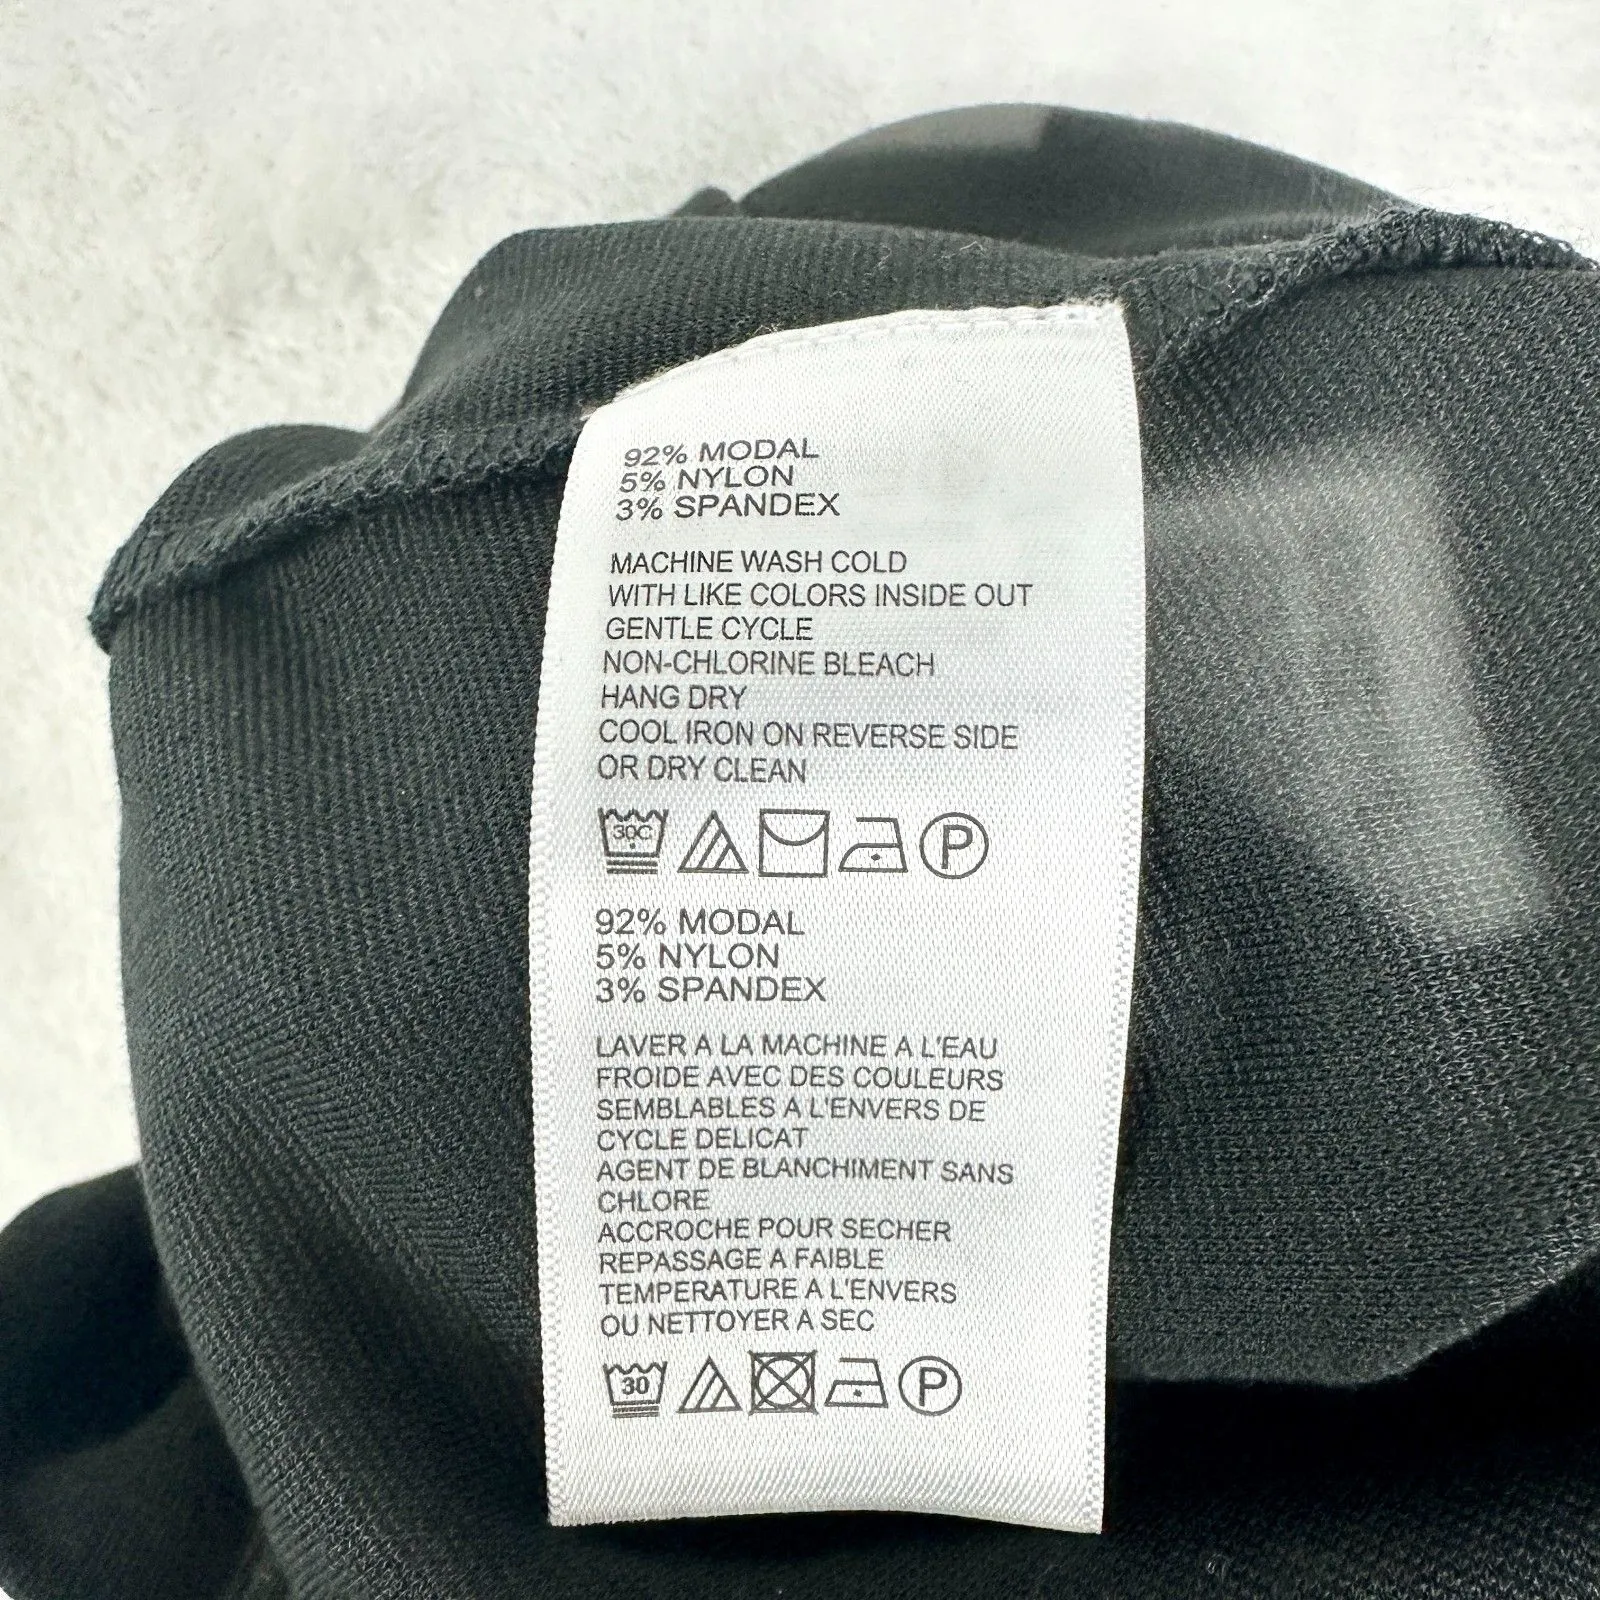 92% MODAL
5% NYLON
3% SPANDEX
MACHINE WASH COLD
WITH LIKE COLORS INSIDE OUT
GENTLE CYCLE
NON-CHLORINE BLEACH
HANG DRY
COOL IRON ON REVERSE SIDE
OR DRY CLEAN
30C P
92% MODAL
5% NYLON
3% SPANDEX
LAVER A LA MACHINE A L'EAU
FROIDE AVEC DES COULEURS
SEMBLABLES A L'ENVERS DE
CYCLE DELICAT
AGENT DE BLANCHIMENT SANS
CHLORE
ACCROCHE POUR SECHER
REPASSAGE A FAIBLE
TEMPERATURE A L'ENVERS
OU NETTOYER A SEC
30 P